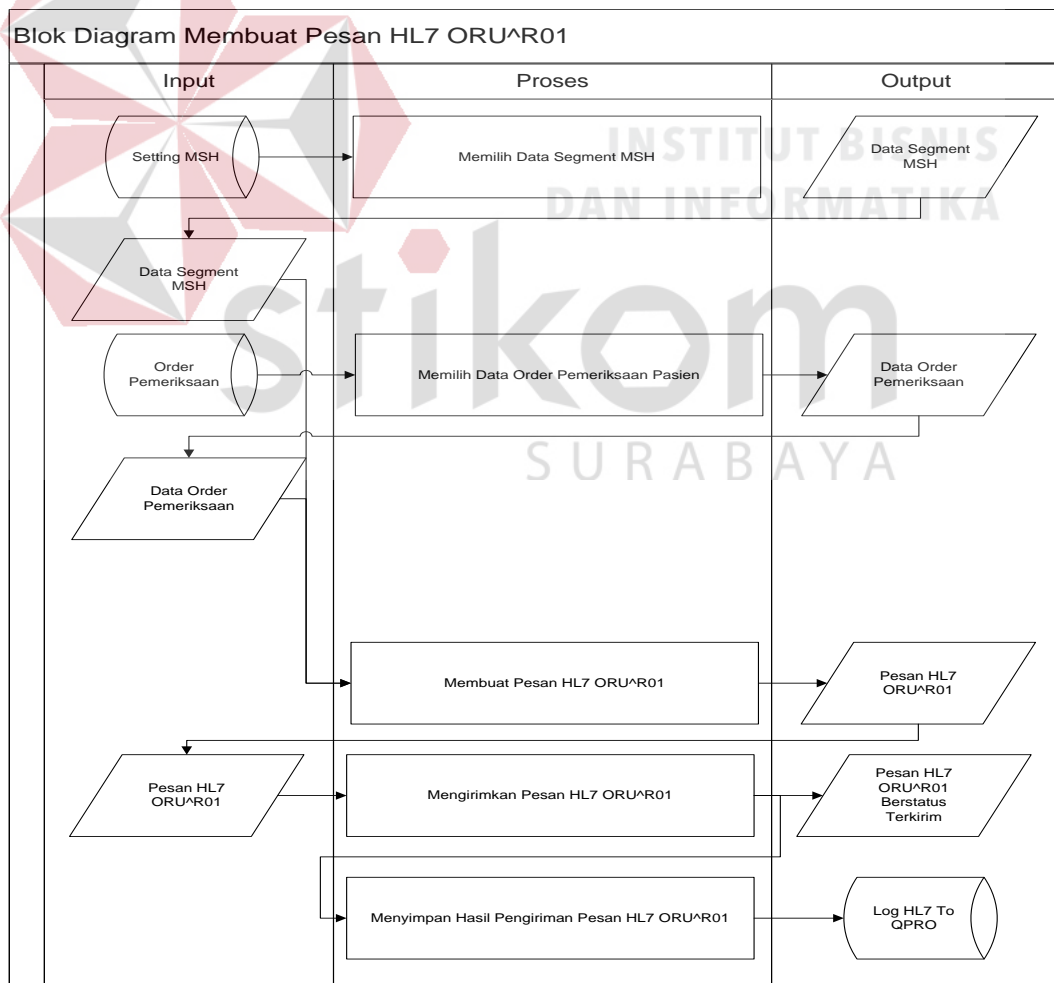 Blok Diagram Membuat Pesan HL7 ORU^R01
Input
Proses
Output
Setting MSH
Memilih Data Segment MSH
Data Segment
MSH
INSTITUT BISNIS
DAN INFORMATIKA
Data Segment
MSH
stikom
SURABAYA
Order
Pemeriksaan
Memilih Data Order Pemeriksaan Pasien
Data Order
Pemeriksaan
Data Order
Pemeriksaan
Membuat Pesan HL7 ORU^R01
Pesan HL7
ORU^R01
Pesan HL7
ORU^R01
Mengirimkan Pesan HL7 ORU^R01
Pesan HL7
ORU^R01
Berstatus
Terkirim
Menyimpan Hasil Pengiriman Pesan HL7 ORU^R01
Log HL7 To
QPRO